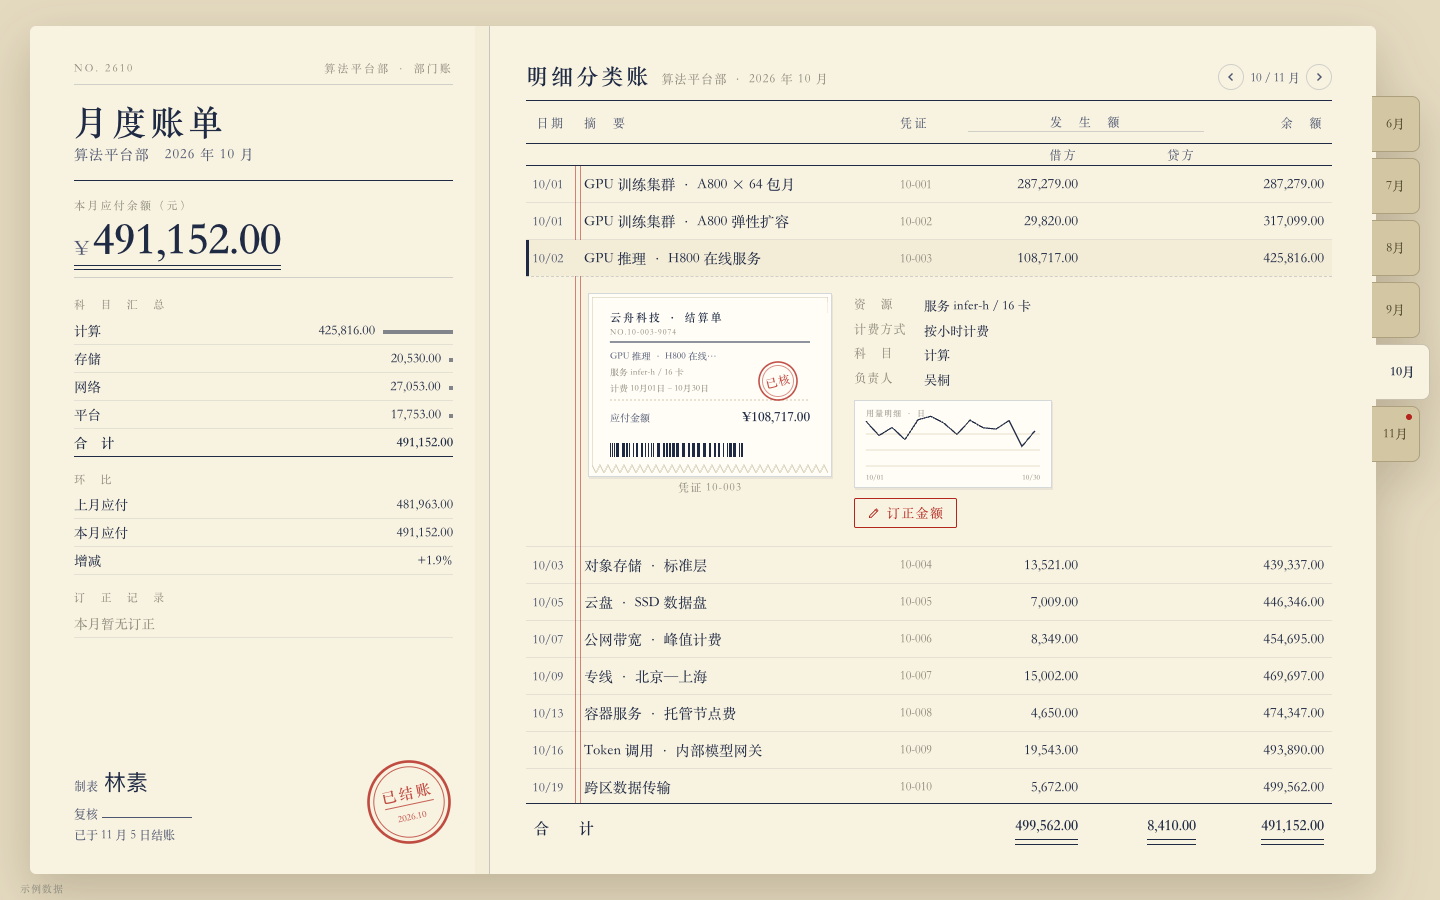 NO. 2610
算法平台部 · 部门账
月度账单
算法平台部 2026 年 10 月
本月应付余额（元）
¥491,152.00
科 目 汇 总
计算 425,816.00
存储 20,530.00
网络 27,053.00
平台 17,753.00
合 计 491,152.00
环 比
上月应付 481,963.00
本月应付 491,152.00
增减 +1.9%
订 正 记 录
本月暂无订正
制表 林素
复核
已于 11 月 5 日结账
已结账
2026.10
示例数据
明细分类账 算法平台部 · 2026 年 10 月
10 / 11 月
日期 摘 要 凭证 发 生 额 余 额
借方 贷方
10/01 GPU 训练集群 · A800 × 64 包月 10-001 287,279.00 287,279.00
10/01 GPU 训练集群 · A800 弹性扩容 10-002 29,820.00 317,099.00
10/02 GPU 推理 · H800 在线服务 10-003 108,717.00 425,816.00
云舟科技 · 结算单
NO.10-003-9074
GPU 推理 · H800 在线…
服务 infer-h / 16 卡
计费 10月01日 – 10月30日
已核
应付金额 ¥108,717.00
凭证 10-003
资 源 服务 infer-h / 16 卡
计费方式 按小时计费
科 目 计算
负责人 吴桐
用量明细 · 日
10/01 10/30
订正金额
10/03 对象存储 · 标准层 10-004 13,521.00 439,337.00
10/05 云盘 · SSD 数据盘 10-005 7,009.00 446,346.00
10/07 公网带宽 · 峰值计费 10-006 8,349.00 454,695.00
10/09 专线 · 北京—上海 10-007 15,002.00 469,697.00
10/13 容器服务 · 托管节点费 10-008 4,650.00 474,347.00
10/16 Token 调用 · 内部模型网关 10-009 19,543.00 493,890.00
10/19 跨区数据传输 10-010 5,672.00 499,562.00
合 计 499,562.00 8,410.00 491,152.00
6月
7月
8月
9月
10月
11月